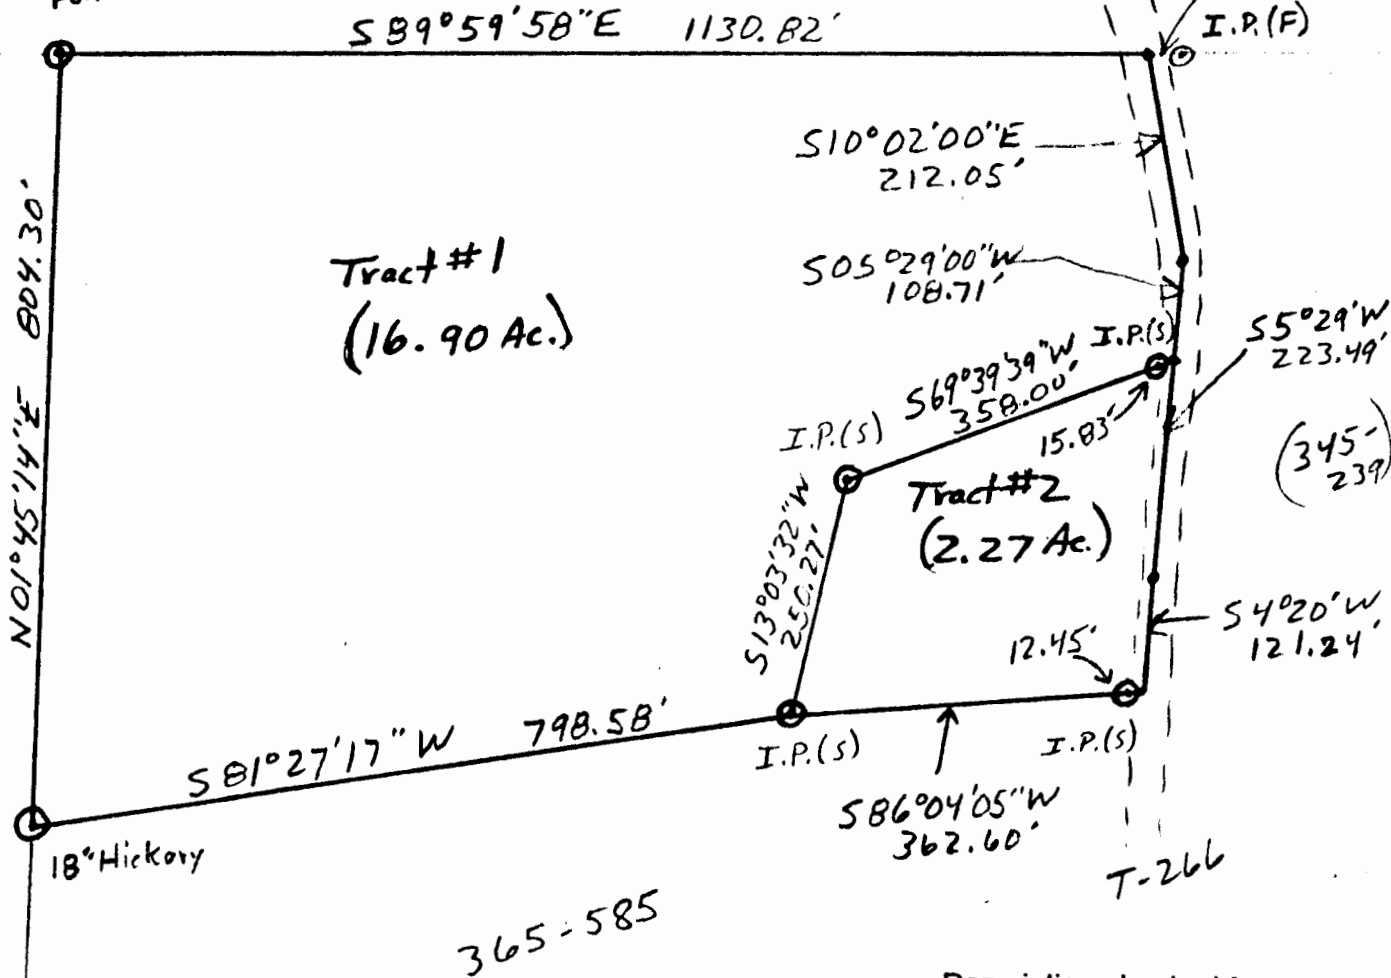 S89°59'58"E 1130.82'
I.P.(F)
S10°02'00"E
212.05'
N01°45'14"E 804.30'
Tract #1
(16.90 Ac.)
S05°29'00"W
108.71'
I.P.(S)
S5°29'W
223.49'
S69°39'39"W
358.00'
I.P.(S)
15.83'
(345-
239)
Tract #2
(2.27 Ac.)
S13°03'32"W
250.27'
12.45'
S4°20'W
121.24'
S81°27'17"W 798.58'
I.P.(S)
I.P.(S)
S86°04'05"W
362.60'
18"Hickory
T-266
365-585